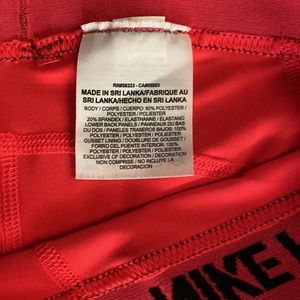 RN#56323 - CA#05553
MADE IN SRI LANKA/FABRIQUE AU
SRI LANKA/HECHO EN SRI LANKA
BODY / CORPS / CUERPO: 80% POLYESTER /
POLYESTER / POLIESTER
20% SPANDEX / ELASTHANNE / ELASTANO
LOWER BACK PANELS / PANNEAUX DU BAS
DU DOS / PANELES TRASEROS BAJOS: 100%
POLYESTER / POLYESTER / POLIESTER
GUSSET LINING / DOUBLURE DE GOUSSET /
FORRO DEL PANEL INTERIOR: 100%
POLYESTER / POLYESTER / POLIESTER
EXCLUSIVE OF DECORATION / DECORATION
NON COMPRISE / NO INCLUYE LA
DECORACION
NIKE